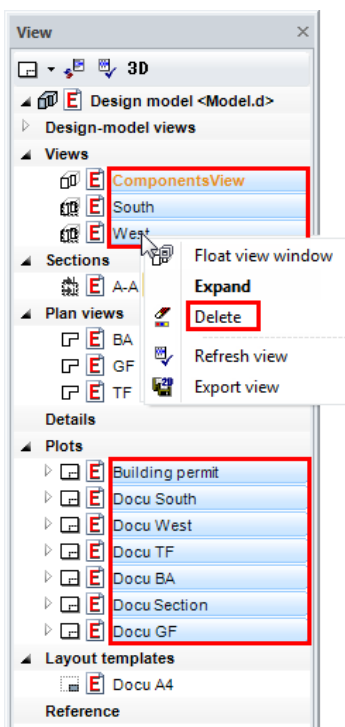 View
3D
E Design model <Model.d>
Design-model views
Views
E ComponentsView
E South
E West
Float view window
Sections
Expand
E A-A
Delete
Plan views
E BA
Refresh view
E GF
Export view
E TF
Details
Plots
E Building permit
E Docu South
E Docu West
E Docu TF
E Docu BA
E Docu Section
E Docu GF
Layout templates
E Docu A4
Reference